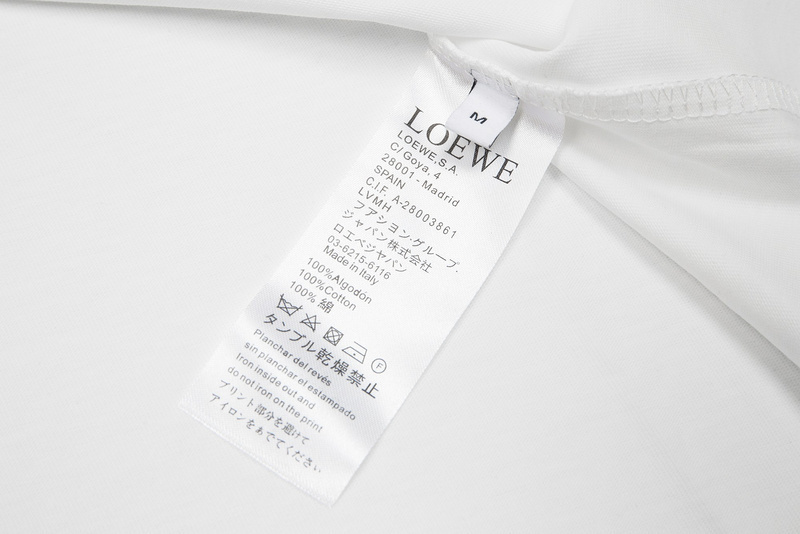 M
LOEWE
LOEWE,S.A.
C/ Goya. 4
28001 - Madrid
SPAIN
C.I.F. A-28003861
LVMH
フアション.グループ.
ジャパン株式会社
ロエベジャパン
03-6215-6116
Made in Italy
100%Algodón
100%Cotton
100% 綿
F
タンブル乾燥禁止
Planchar del revés
sin planchar el estampado
Iron inside out and
do not iron on the print
プリント部分を避けて
アイロンをあててください